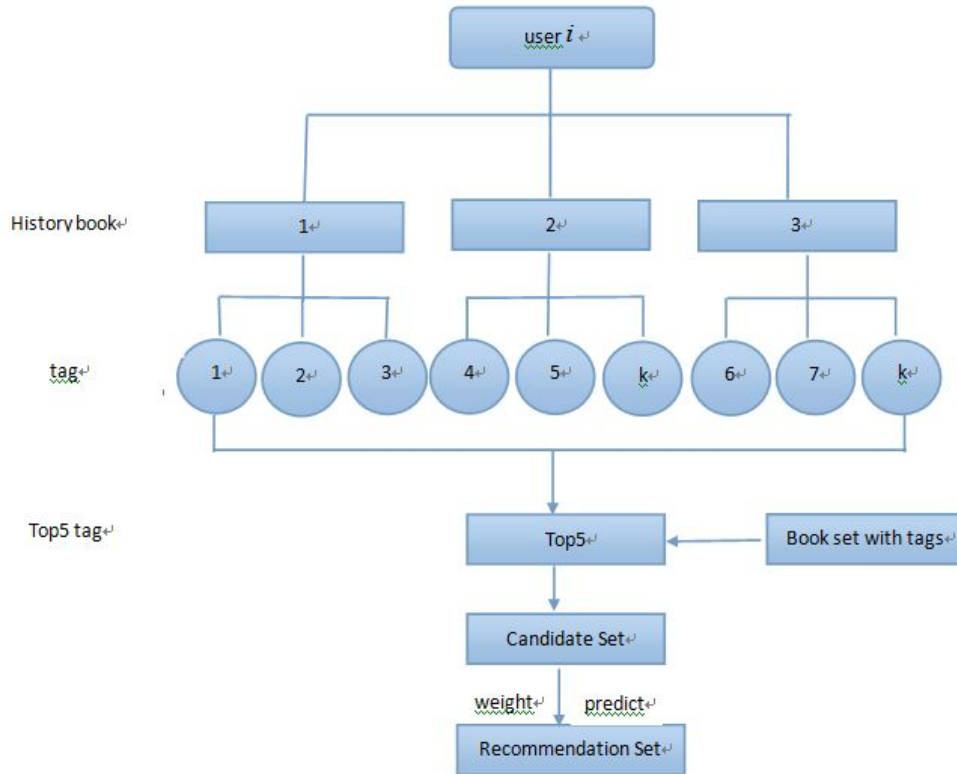 user i
History book
1
2
3
tag
1 2 3 4 5 k 6 7 k
Top5 tag
Top5
Book set with tags
Candidate Set
weight predict
Recommendation Set